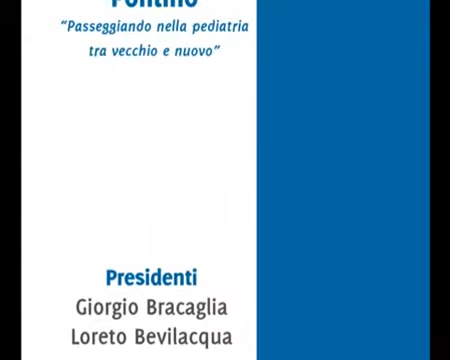 Pontino
“Passeggiando nella pediatria
tra vecchio e nuovo”
Presidenti
Giorgio Bracaglia
Loreto Bevilacqua